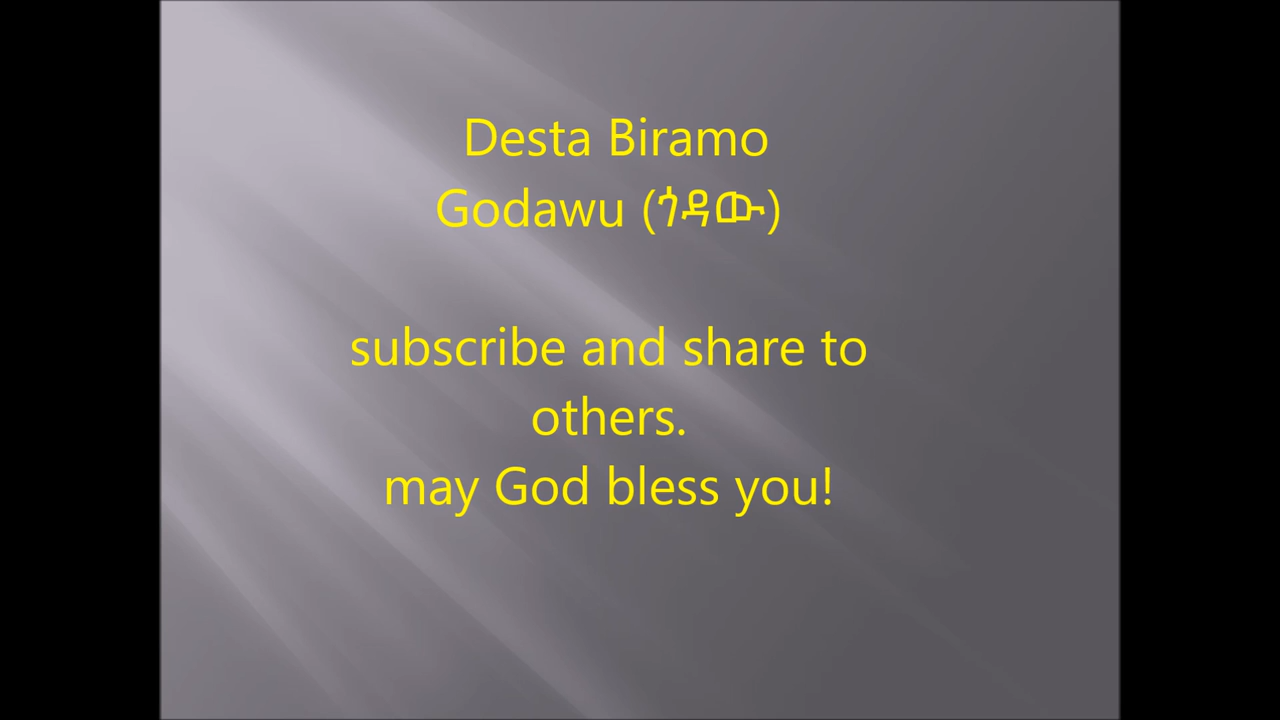 Desta Biramo
Godawu (ጎዳው)
subscribe and share to
others.
may God bless you!